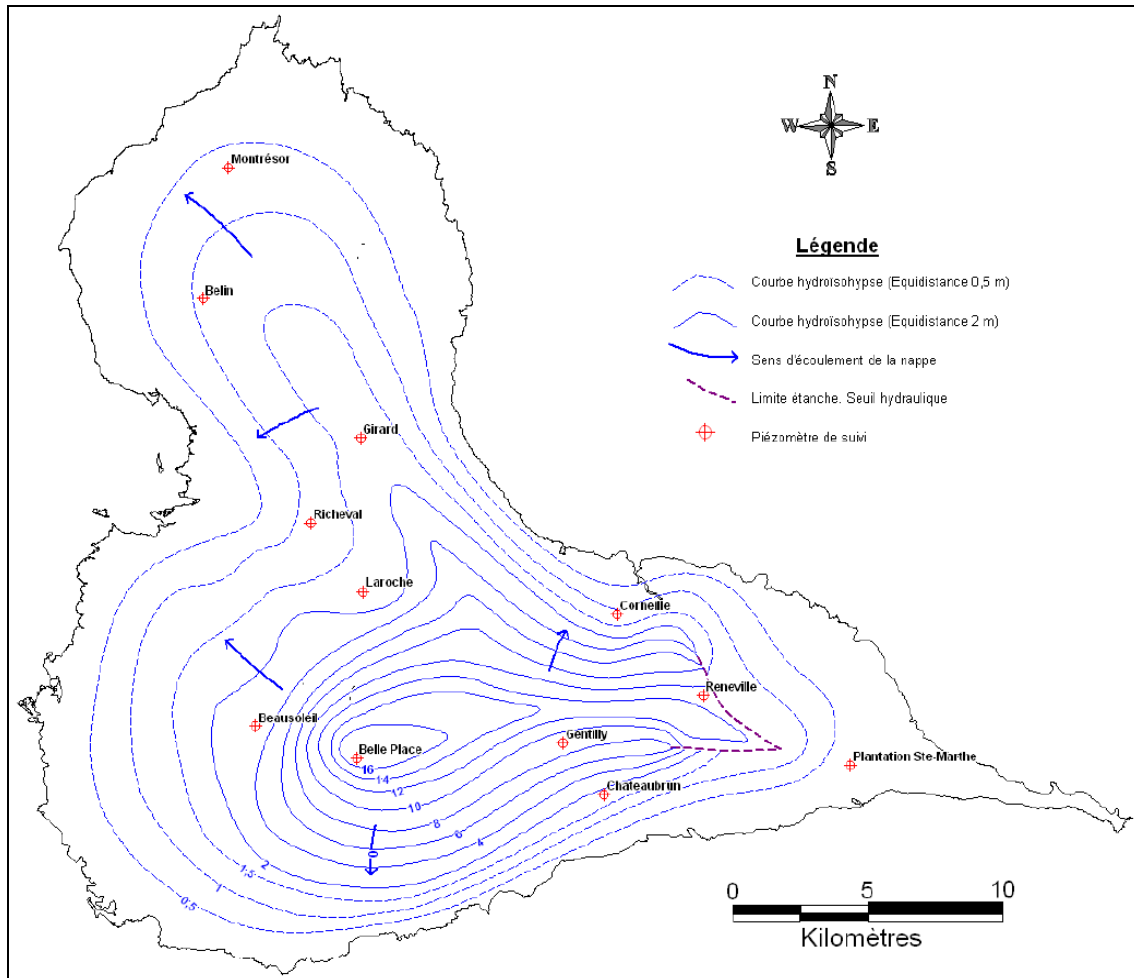 N
W E
S
Légende
Courbe hydroïsohypse (Equidistance 0,5 m)
Courbe hydroïsohypse (Equidistance 2 m)
Sens d'écoulement de la nappe
Limite étanche. Seuil hydraulique
Piézomètre de suivi
Montrésor
Belin
Girard
Richeval
Laroche
Corneille
Reneville
Beausoleil
Gentilly
Belle Place
Plantation Ste-Marthe
Chateaubrun
16
14
12
10
8
6
4
0
2
1,5
1
0,5
0 5 10
Kilomètres